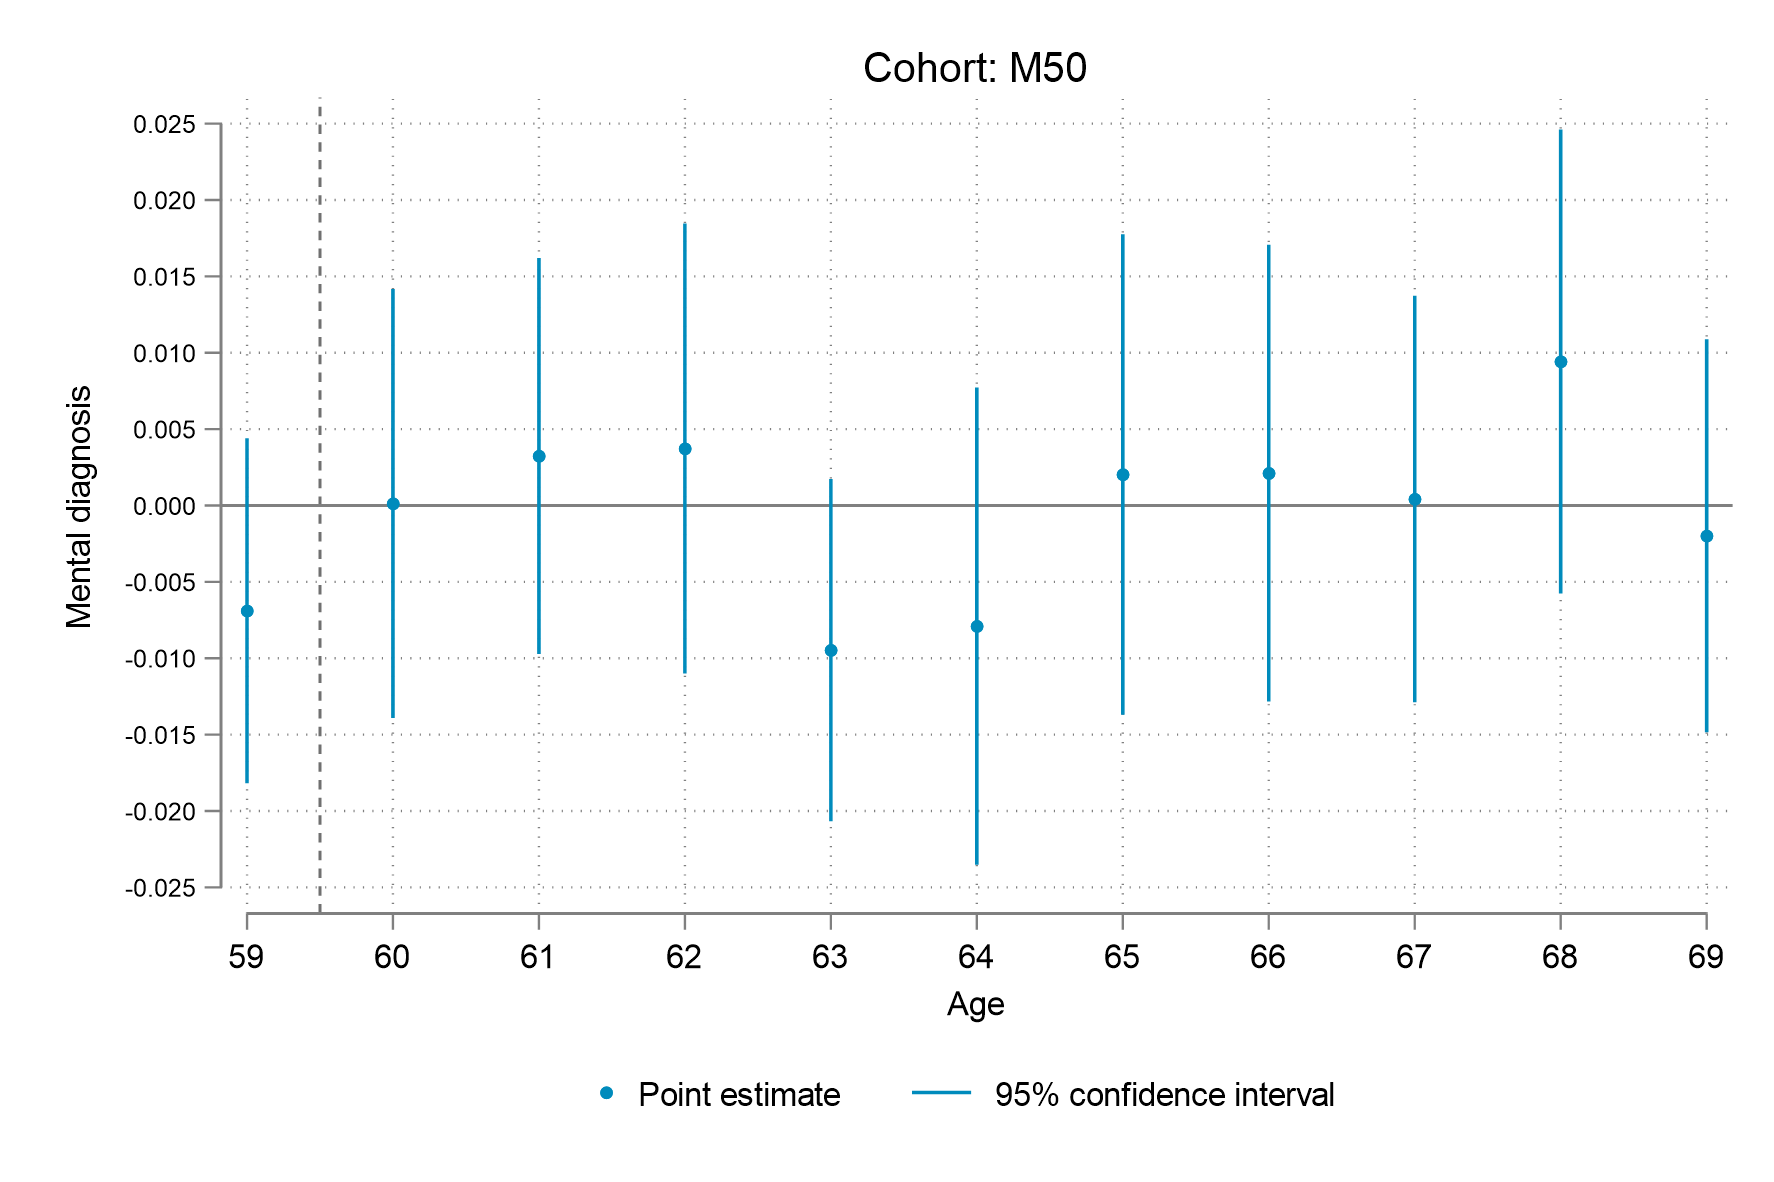 Cohort: M50
0.025
0.020
0.015
0.010
0.005
0.000
-0.005
-0.010
-0.015
-0.020
-0.025
Mental diagnosis
59 60 61 62 63 64 65 66 67 68 69
Age
Point estimate 95% confidence interval